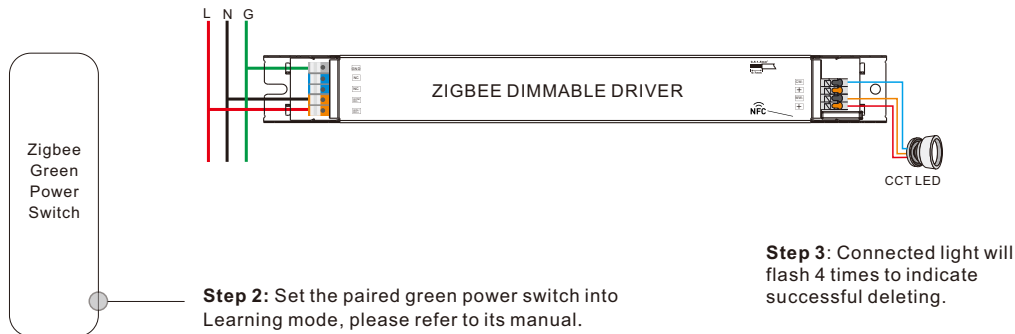 L N G
ZIGBEE DIMMABLE DRIVER
NFC
CCT LED
Zigbee
Green
Power
Switch
Step 2: Set the paired green power switch into
Learning mode, please refer to its manual.
Step 3: Connected light will
flash 4 times to indicate
successful deleting.